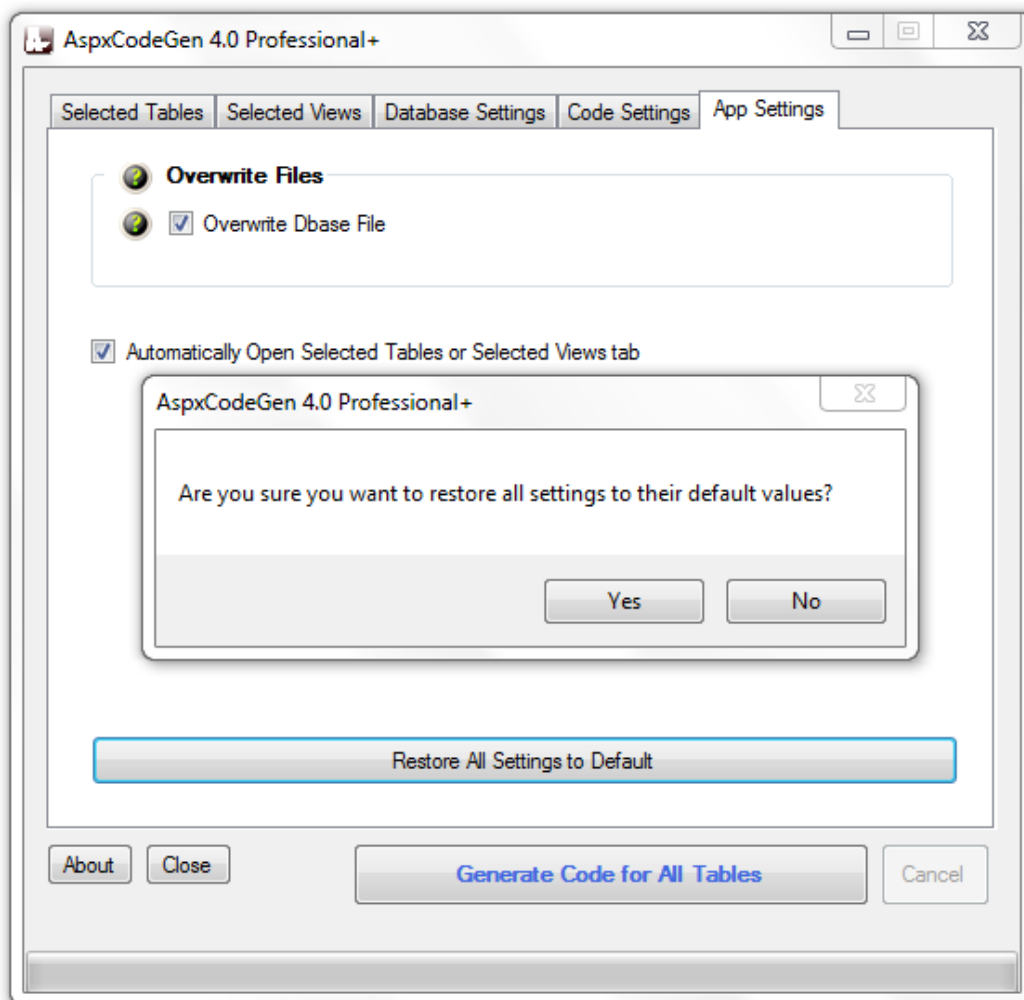 AspxCodeGen 4.0 Professional+
Selected Tables Selected Views Database Settings Code Settings App Settings
Overwrite Files
Overwrite Dbase File
Automatically Open Selected Tables or Selected Views tab
AspxCodeGen 4.0 Professional+
Are you sure you want to restore all settings to their default values?
Yes No
Restore All Settings to Default
About Close Generate Code for All Tables Cancel